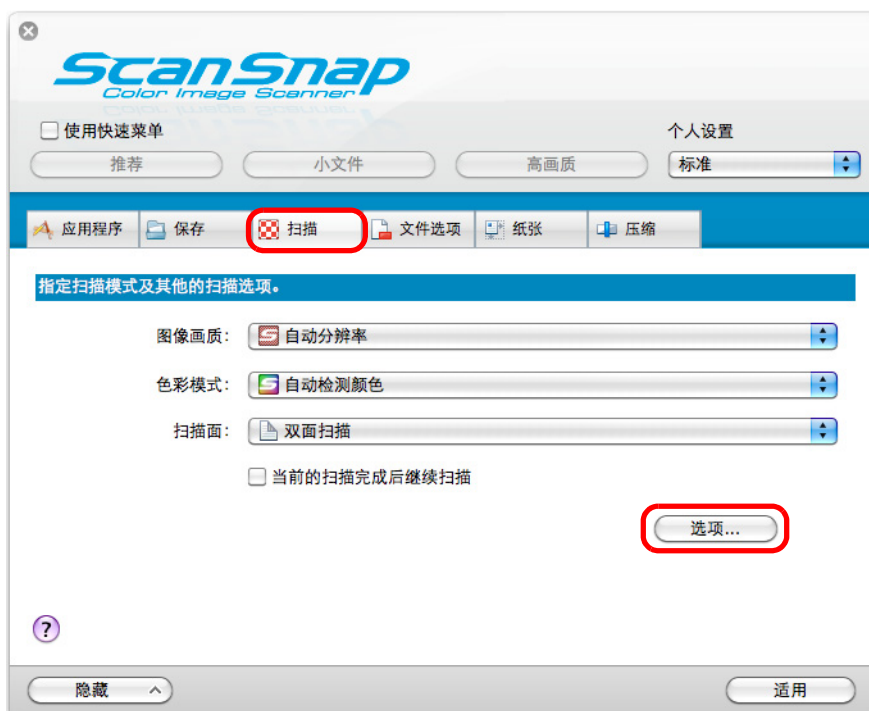 ScanSnap
Color Image Scanner
使用快速菜单
个人设置
推荐
小文件
高画质
标准
应用程序
保存
扫描
文件选项
纸张
压缩
指定扫描模式及其他的扫描选项。
图像画质：
自动分辨率
色彩模式：
自动检测颜色
扫描面：
双面扫描
当前的扫描完成后继续扫描
选项...
?
隐藏
适用